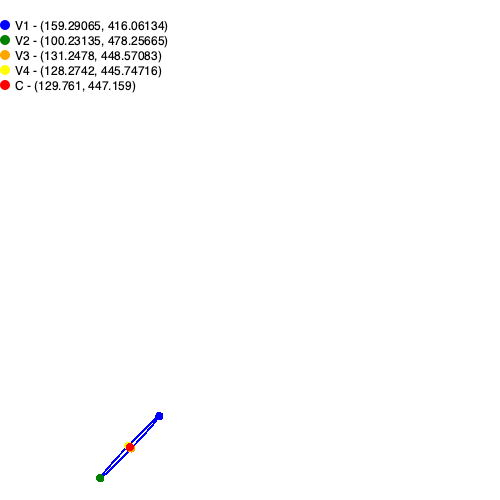 V1 - (159.29065, 416.06134)
V2 - (100.23135, 478.25665)
V3 - (131.2478, 448.57083)
V4 - (128.2742, 445.74716)
C - (129.761, 447.159)